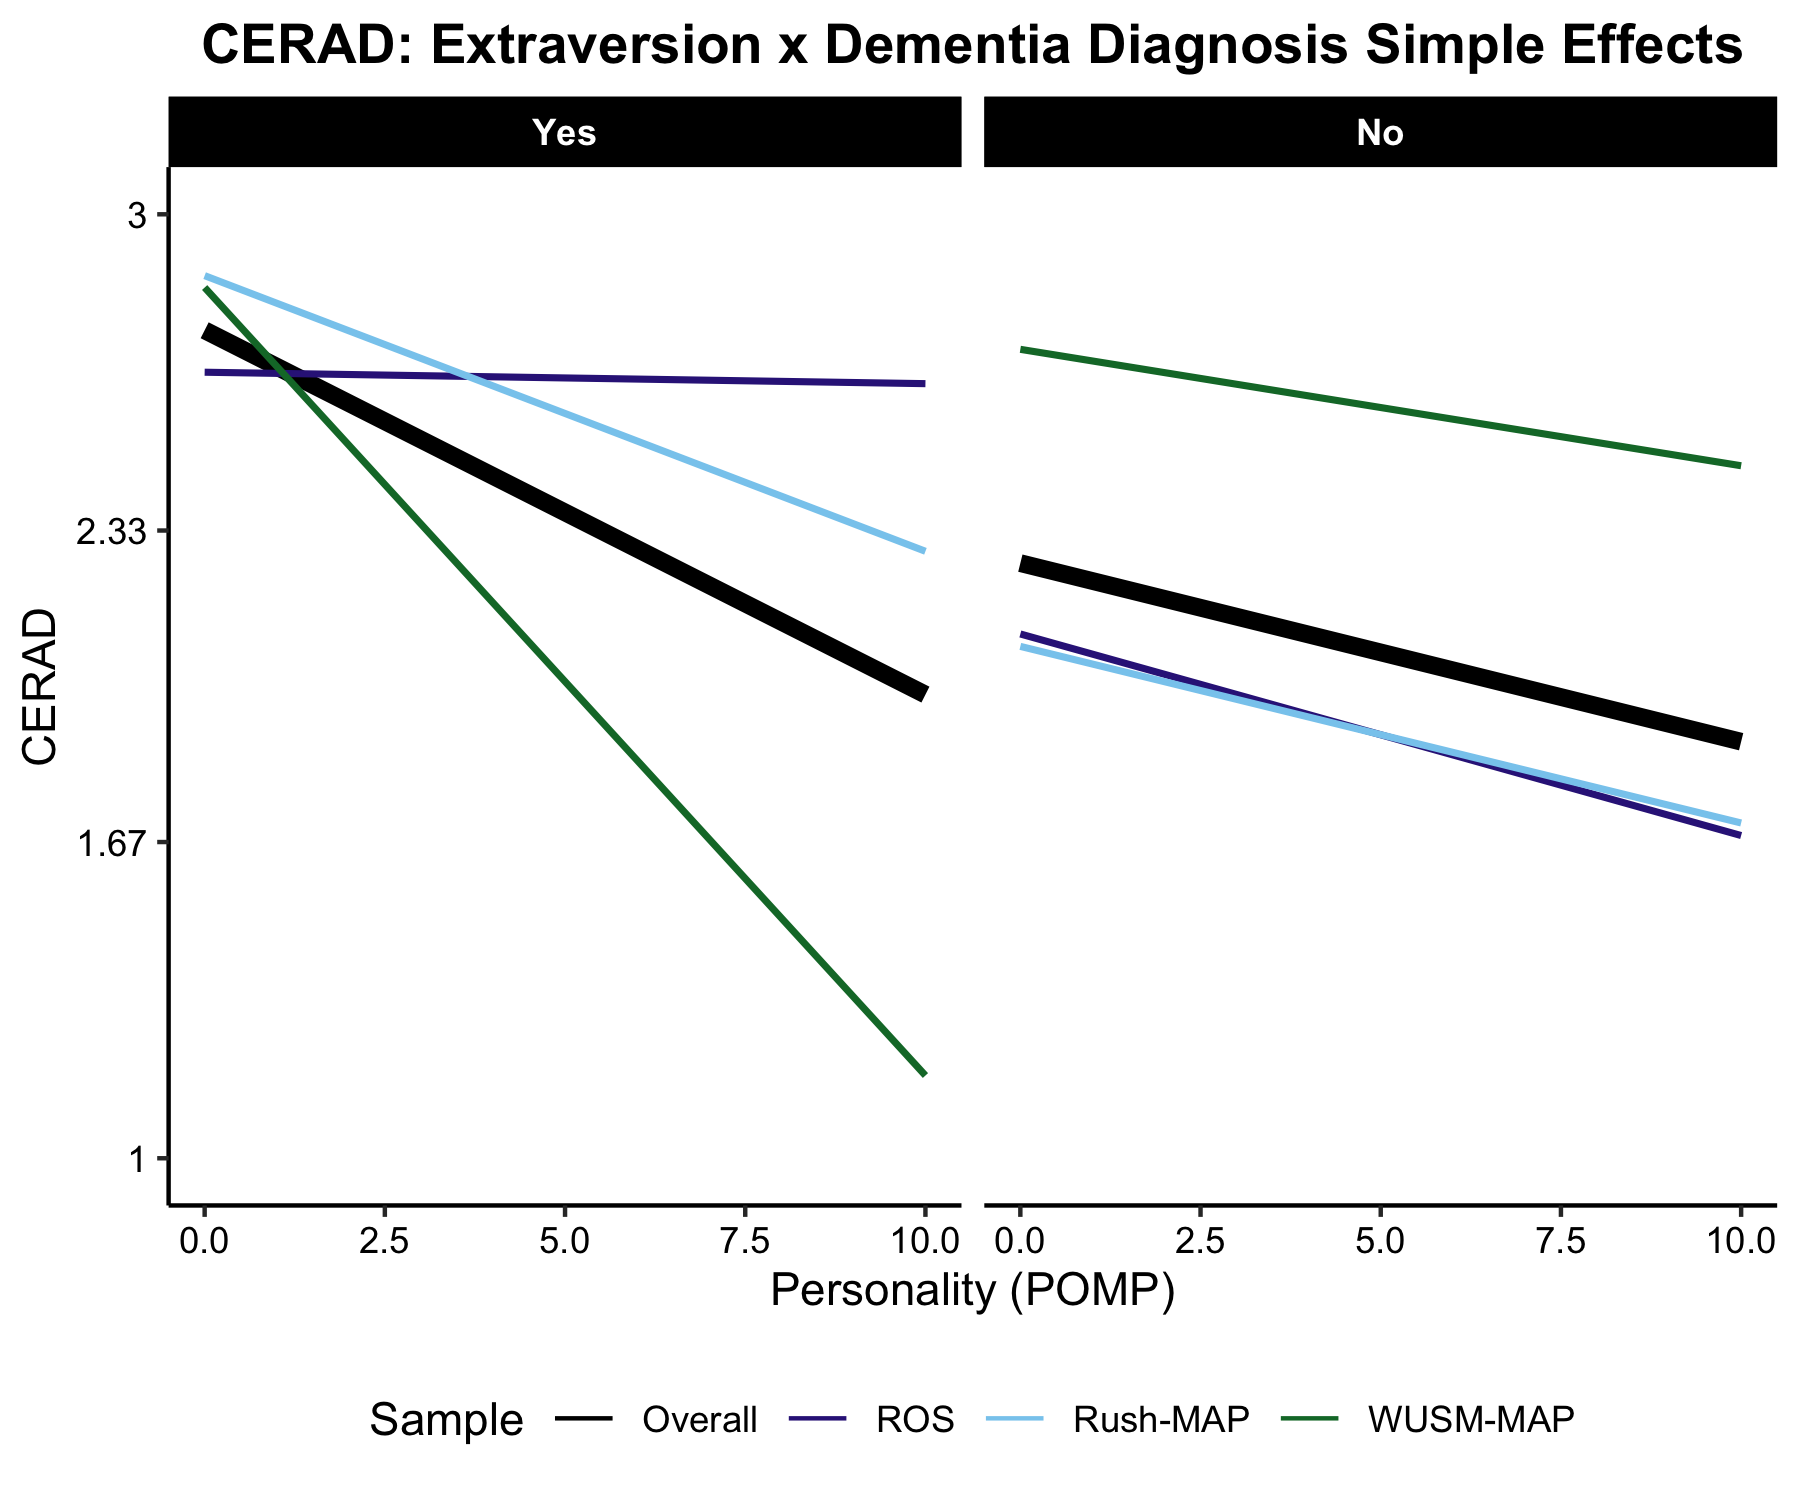 CERAD: Extraversion x Dementia Diagnosis Simple Effects
Yes
No
3
2.33
1.67
1
CERAD
0.0 2.5 5.0 7.5 10.0 0.0 2.5 5.0 7.5 10.0
Personality (POMP)
Sample Overall ROS Rush-MAP WUSM-MAP